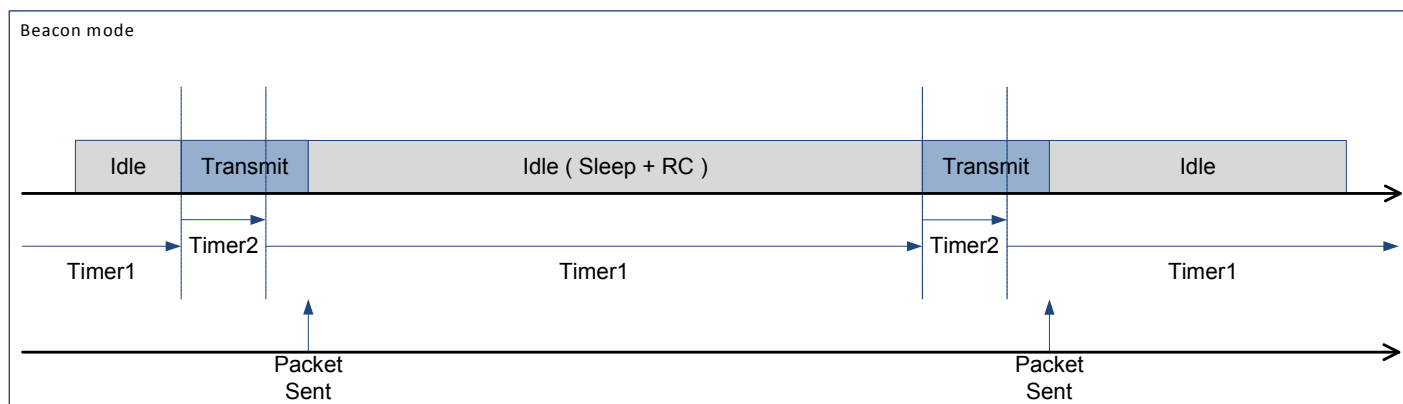 Beacon mode
Idle
Transmit
Idle ( Sleep + RC )
Transmit
Idle
Timer2
Timer2
Timer1
Timer1
Timer1
Packet
Sent
Packet
Sent